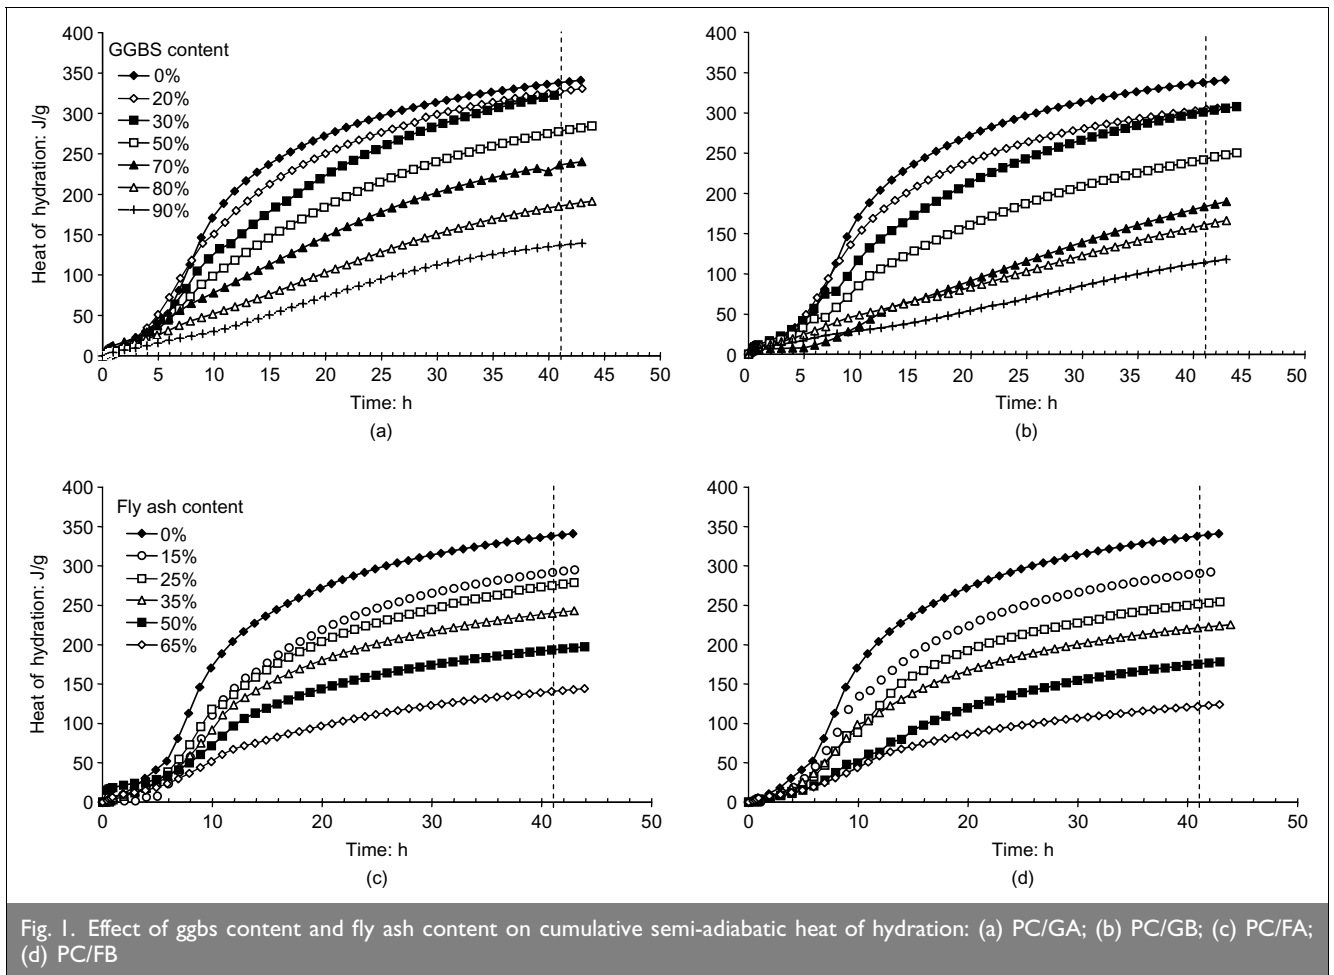 400
350
300
250
200
150
100
50
0
Heat of hydration: J/g
GGBS content
0%
20%
30%
50%
70%
80%
90%
0 5 10 15 20 25 30 35 40 45 50
Time: h
(a)
400
350
300
250
200
150
100
50
0
0 5 10 15 20 25 30 35 40 45 50
Time: h
(b)
400
350
300
250
200
150
100
50
0
Heat of hydration: J/g
Fly ash content
0%
15%
25%
35%
50%
65%
0 10 20 30 40 50
Time: h
(c)
400
350
300
250
200
150
100
50
0
0 10 20 30 40 50
Time: h
(d)
Fig. 1. Effect of ggbs content and fly ash content on cumulative semi-adiabatic heat of hydration: (a) PC/GA; (b) PC/GB; (c) PC/FA;
(d) PC/FB